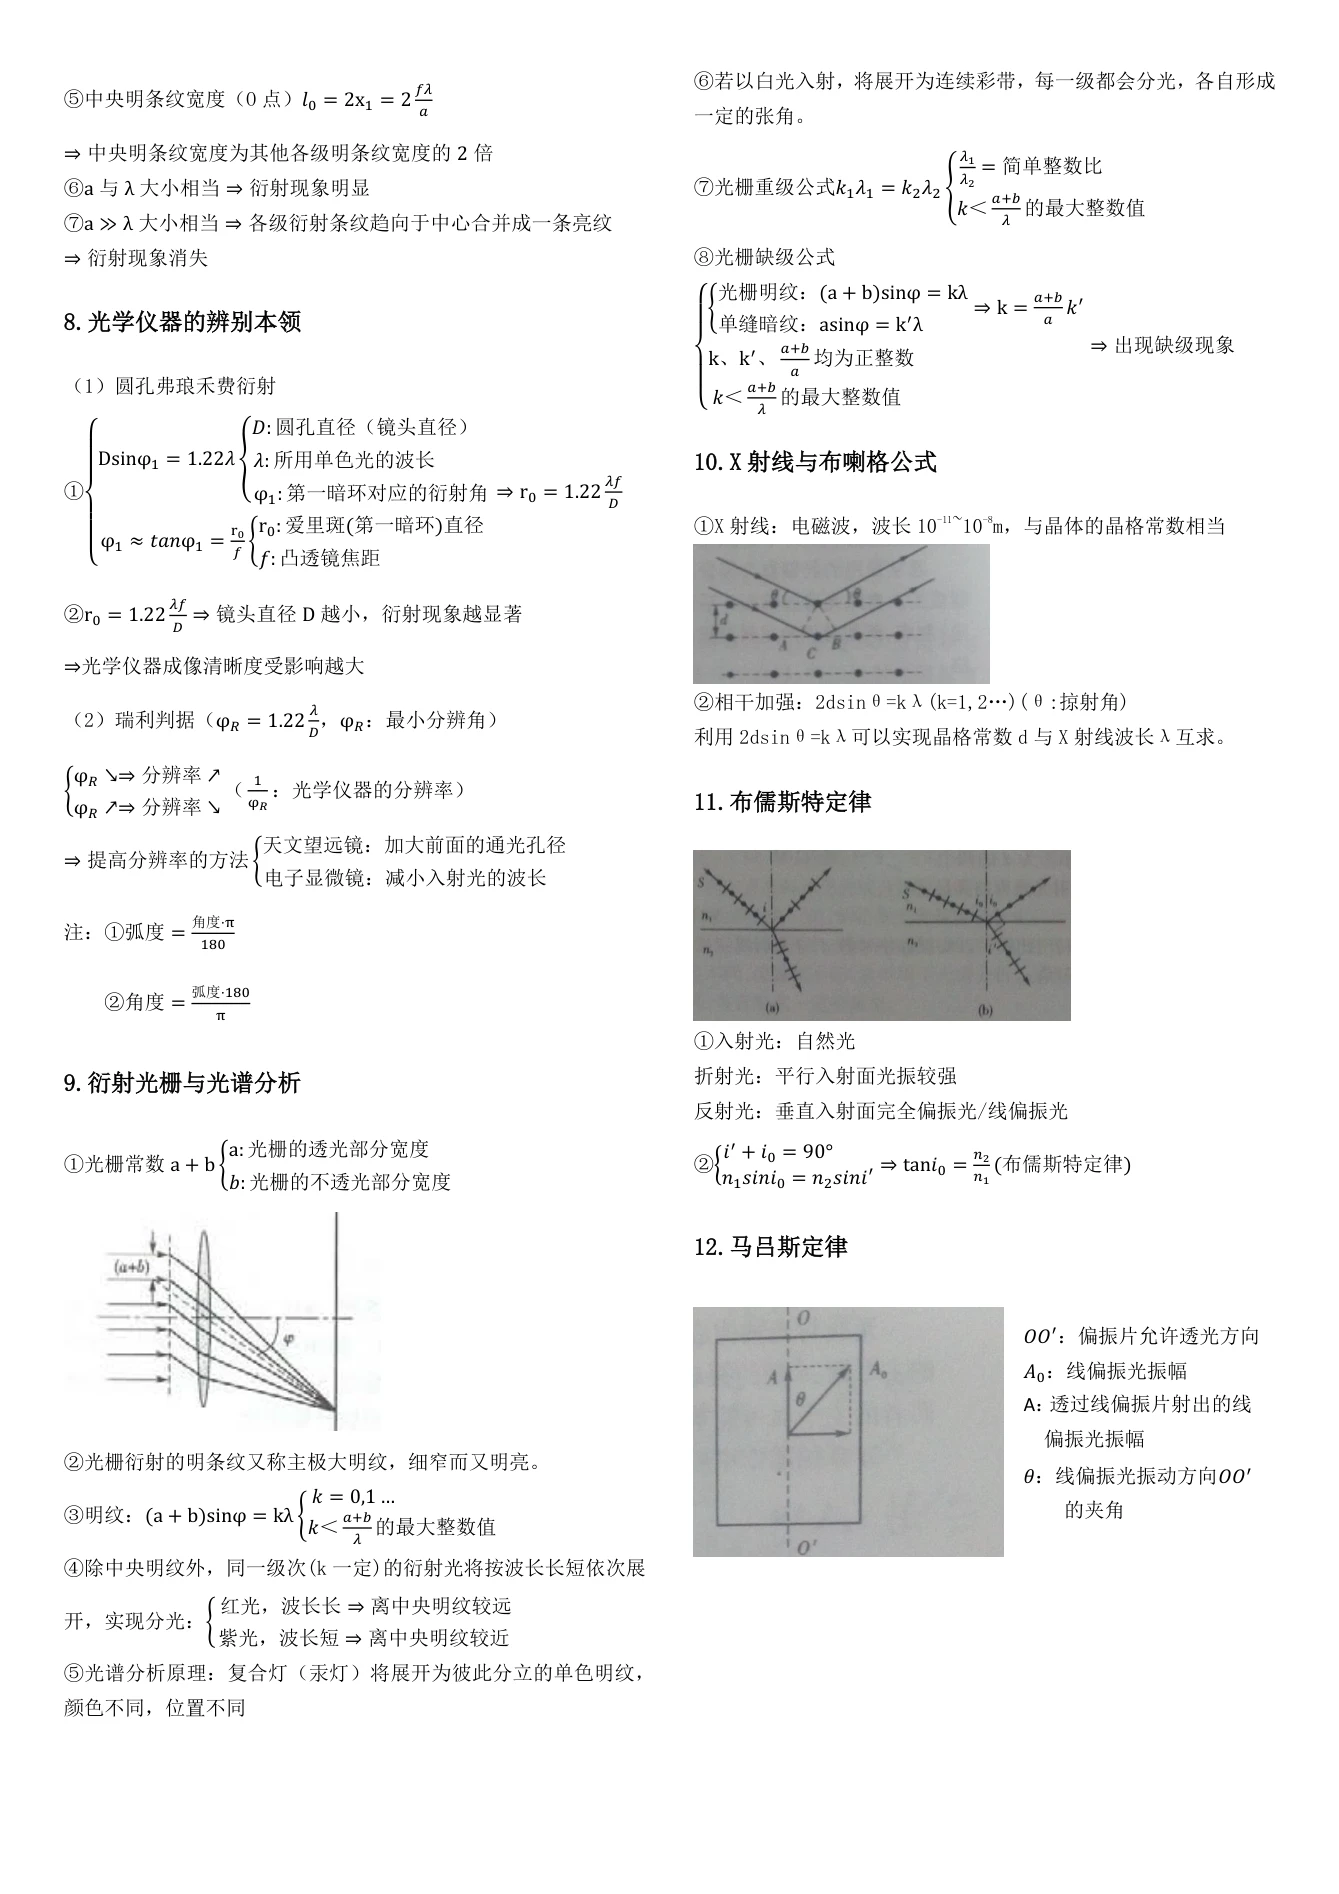 ⑤中央明条纹宽度（0 点）l₀ = 2x₁ = 2 fλ/a
⇒ 中央明条纹宽度为其他各级明条纹宽度的 2 倍
⑥a 与 λ 大小相当 ⇒ 衍射现象明显
⑦a ≫ λ 大小相当 ⇒ 各级衍射条纹趋向于中心合并成一条亮纹
⇒ 衍射现象消失
8.光学仪器的辨别本领
（1）圆孔弗琅禾费衍射
D: 圆孔直径（镜头直径）
Dsinφ₁ = 1.22λ
λ: 所用单色光的波长
① φ₁: 第一暗环对应的衍射角 ⇒ r₀ = 1.22 λf/D
φ₁ ≈ tanφ₁ = r₀/f
r₀: 爱里斑(第一暗环)直径
f: 凸透镜焦距
②r₀ = 1.22 λf/D ⇒ 镜头直径 D 越小，衍射现象越显著
⇒光学仪器成像清晰度受影响越大
（2）瑞利判据（φ_R = 1.22 λ/D，φ_R：最小分辨角）
φ_R ↘⇒ 分辨率 ↗
φ_R ↗⇒ 分辨率 ↘
（1/φ_R：光学仪器的分辨率）
⇒ 提高分辨率的方法
天文望远镜：加大前面的通光孔径
电子显微镜：减小入射光的波长
注：①弧度 = 角度·π/180
②角度 = 弧度·180/π
9.衍射光栅与光谱分析
①光栅常数 a + b
a: 光栅的透光部分宽度
b: 光栅的不透光部分宽度
(a+b)
φ
②光栅衍射的明条纹又称主极大明纹，细窄而又明亮。
③明纹：(a + b)sinφ = kλ
k = 0,1 …
k＜ a+b/λ 的最大整数值
④除中央明纹外，同一级次(k 一定)的衍射光将按波长长短依次展
开，实现分光：
红光，波长长 ⇒ 离中央明纹较远
紫光，波长短 ⇒ 离中央明纹较近
⑤光谱分析原理：复合灯（汞灯）将展开为彼此分立的单色明纹，
颜色不同，位置不同
⑥若以白光入射，将展开为连续彩带，每一级都会分光，各自形成
一定的张角。
⑦光栅重级公式k₁λ₁ = k₂λ₂
λ₁/λ₂ = 简单整数比
k＜ a+b/λ 的最大整数值
⑧光栅缺级公式
光栅明纹：(a + b)sinφ = kλ
单缝暗纹：asinφ = k′λ
⇒ k = a+b/a k′
k、k′、 a+b/a 均为正整数
⇒ 出现缺级现象
k＜ a+b/λ 的最大整数值
10.X 射线与布喇格公式
①X 射线：电磁波，波长 10⁻¹¹~10⁻⁸m，与晶体的晶格常数相当
θ θ
d
A C B
②相干加强：2dsinθ=kλ(k=1,2…)(θ:掠射角)
利用 2dsinθ=kλ可以实现晶格常数 d 与 X 射线波长λ互求。
11.布儒斯特定律
S i
n₁
n₂
(a)
S i₀ i₀
n₁
(b)
①入射光：自然光
折射光：平行入射面光振较强
反射光：垂直入射面完全偏振光/线偏振光
②
i′ + i₀ = 90°
n₁sini₀ = n₂sini′
⇒ tani₀ = n₂/n₁ (布儒斯特定律)
12.马吕斯定律
O
A
A₀
θ
O′
OO′：偏振片允许透光方向
A₀：线偏振光振幅
A：透过线偏振片射出的线
偏振光振幅
θ：线偏振光振动方向OO′
的夹角